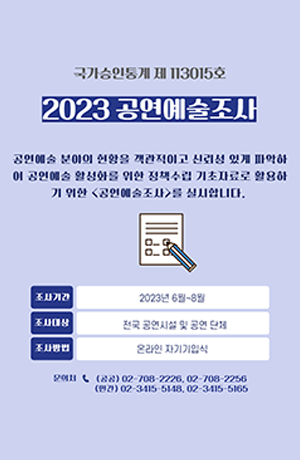 국가승인통계 제 113015호
2023 공연예술조사
공연예술 분야의 현황을 객관적이고 신뢰성 있게 파악하
여 공연예술 활성화를 위한 정책수립 기초자료로 활용하
기 위한 <공연예술조사>를 실시합니다.
조사기간 2023년 6월~8월
조사대상 전국 공연시설 및 공연 단체
조사방법 온라인 자기기입식
문의처 (공공) 02-708-2226, 02-708-2256
(민간) 02-3415-5148, 02-3415-5165